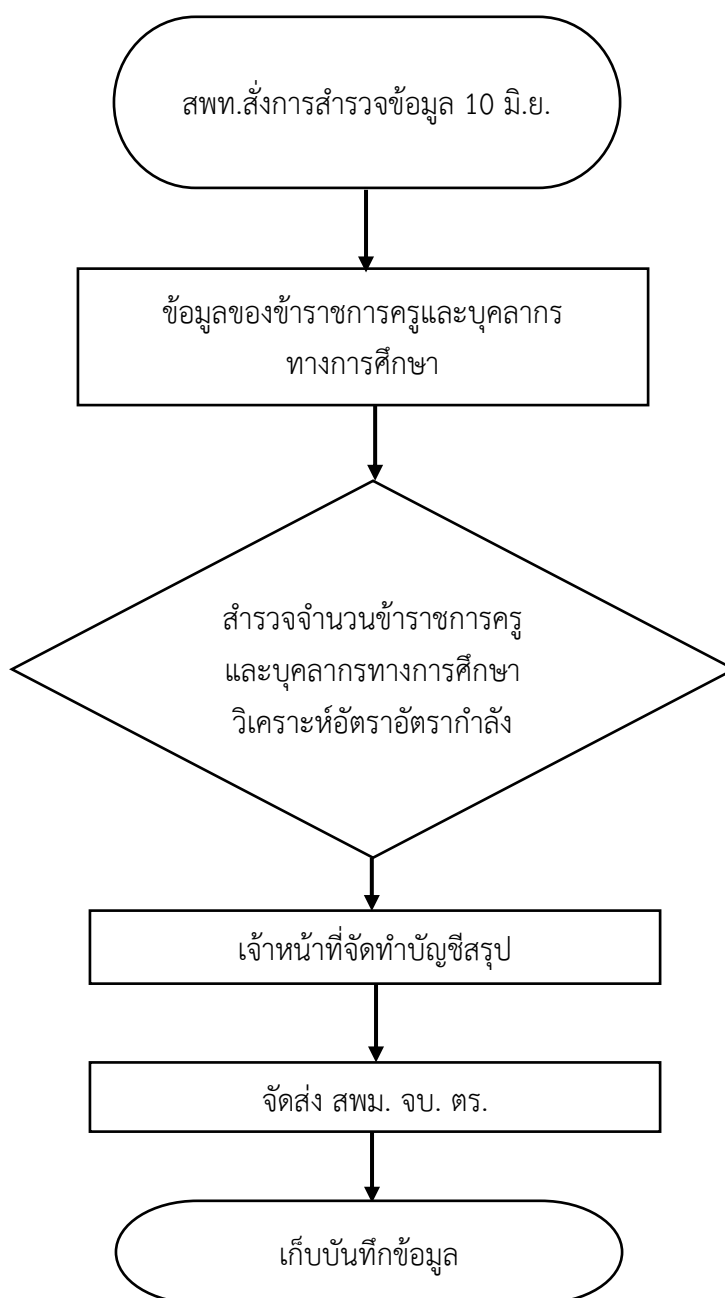 สพท.สั่งการสำรวจข้อมูล 10 มิ.ย.
ข้อมูลของข้าราชการครูและบุคลากร
ทางการศึกษา
สำรวจจำนวนข้าราชการครู
และบุคลากรทางการศึกษา
วิเคราะห์อัตราอัตรากำลัง
เจ้าหน้าที่จัดทำบัญชีสรุป
จัดส่ง สพม. จบ. ตร.
เก็บบันทึกข้อมูล